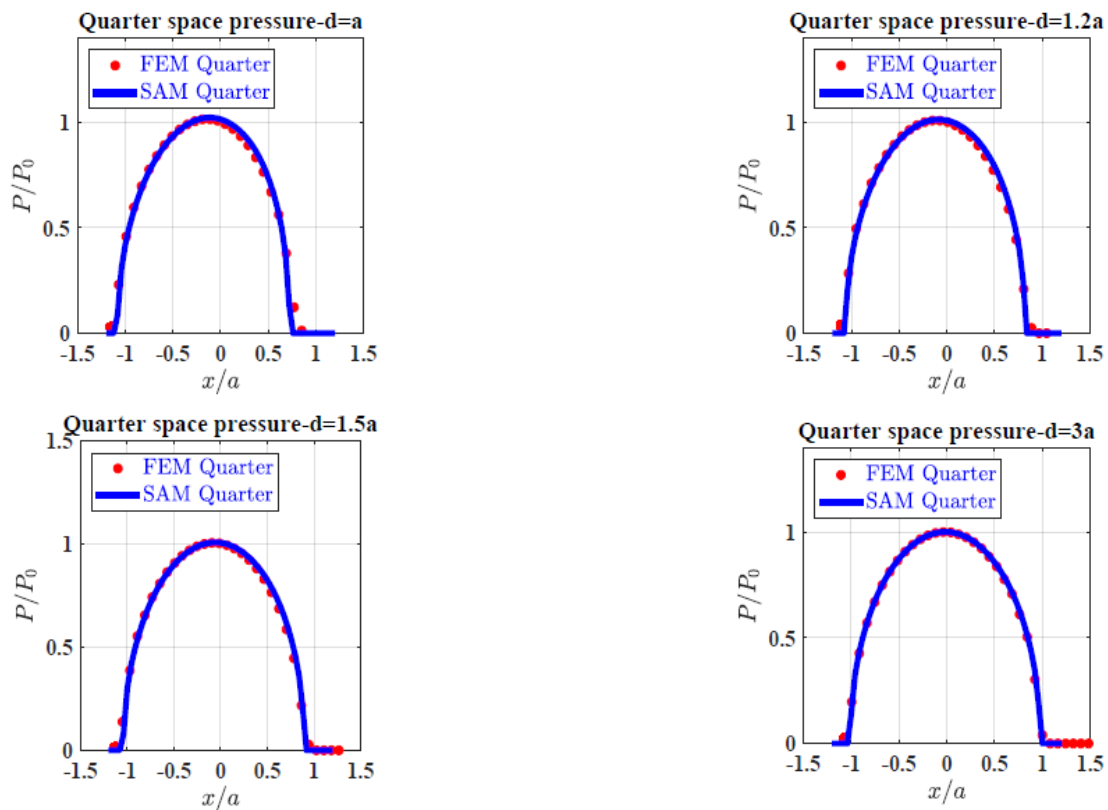 Quarter space pressure-d=a
FEM Quarter
SAM Quarter
1
0.5
0
P/P₀
-1.5 -1 -0.5 0 0.5 1 1.5
x/a
Quarter space pressure-d=1.2a
FEM Quarter
SAM Quarter
1
0.5
0
P/P₀
-1.5 -1 -0.5 0 0.5 1 1.5
x/a
Quarter space pressure-d=1.5a
1.5
FEM Quarter
SAM Quarter
1
0.5
0
P/P₀
-1.5 -1 -0.5 0 0.5 1 1.5
x/a
Quarter space pressure-d=3a
FEM Quarter
SAM Quarter
1
0.5
0
P/P₀
-1.5 -1 -0.5 0 0.5 1 1.5
x/a